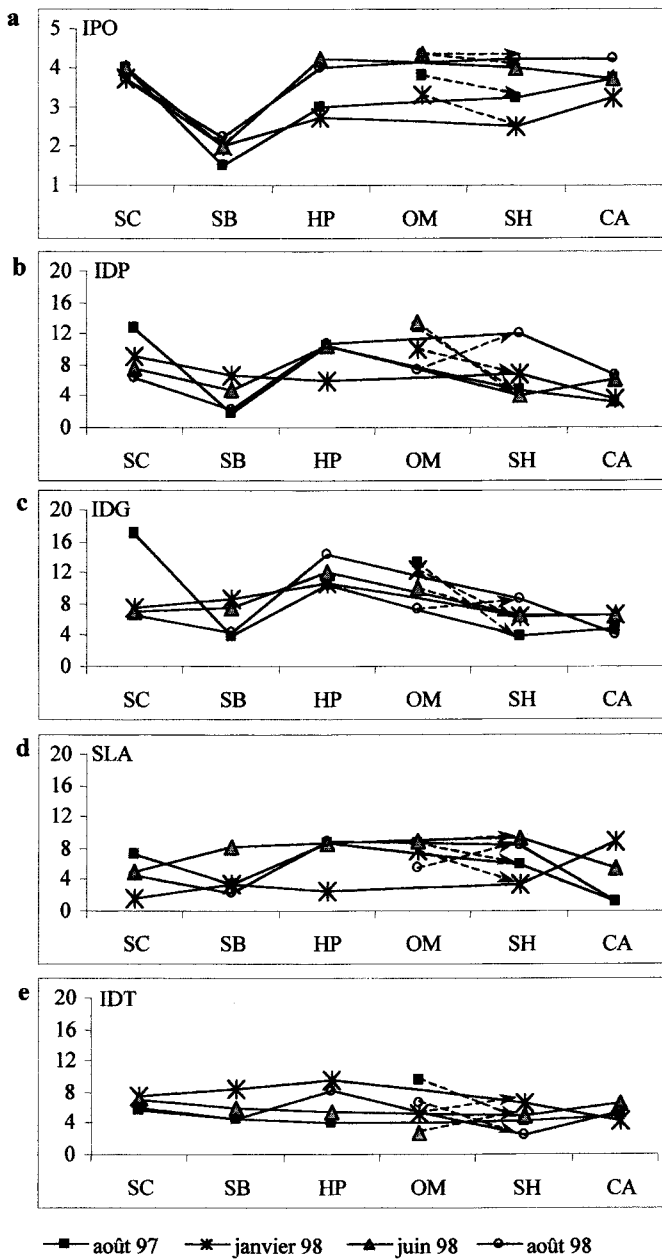 a IPO
5
4
3
2
1
SC SB HP OM SH CA
b IDP
20
16
12
8
4
0
SC SB HP OM SH CA
c IDG
20
16
12
8
4
0
SC SB HP OM SH CA
d SLA
20
16
12
8
4
0
SC SB HP OM SH CA
e IDT
20
16
12
8
4
0
SC SB HP OM SH CA
août 97 janvier 98 juin 98 août 98